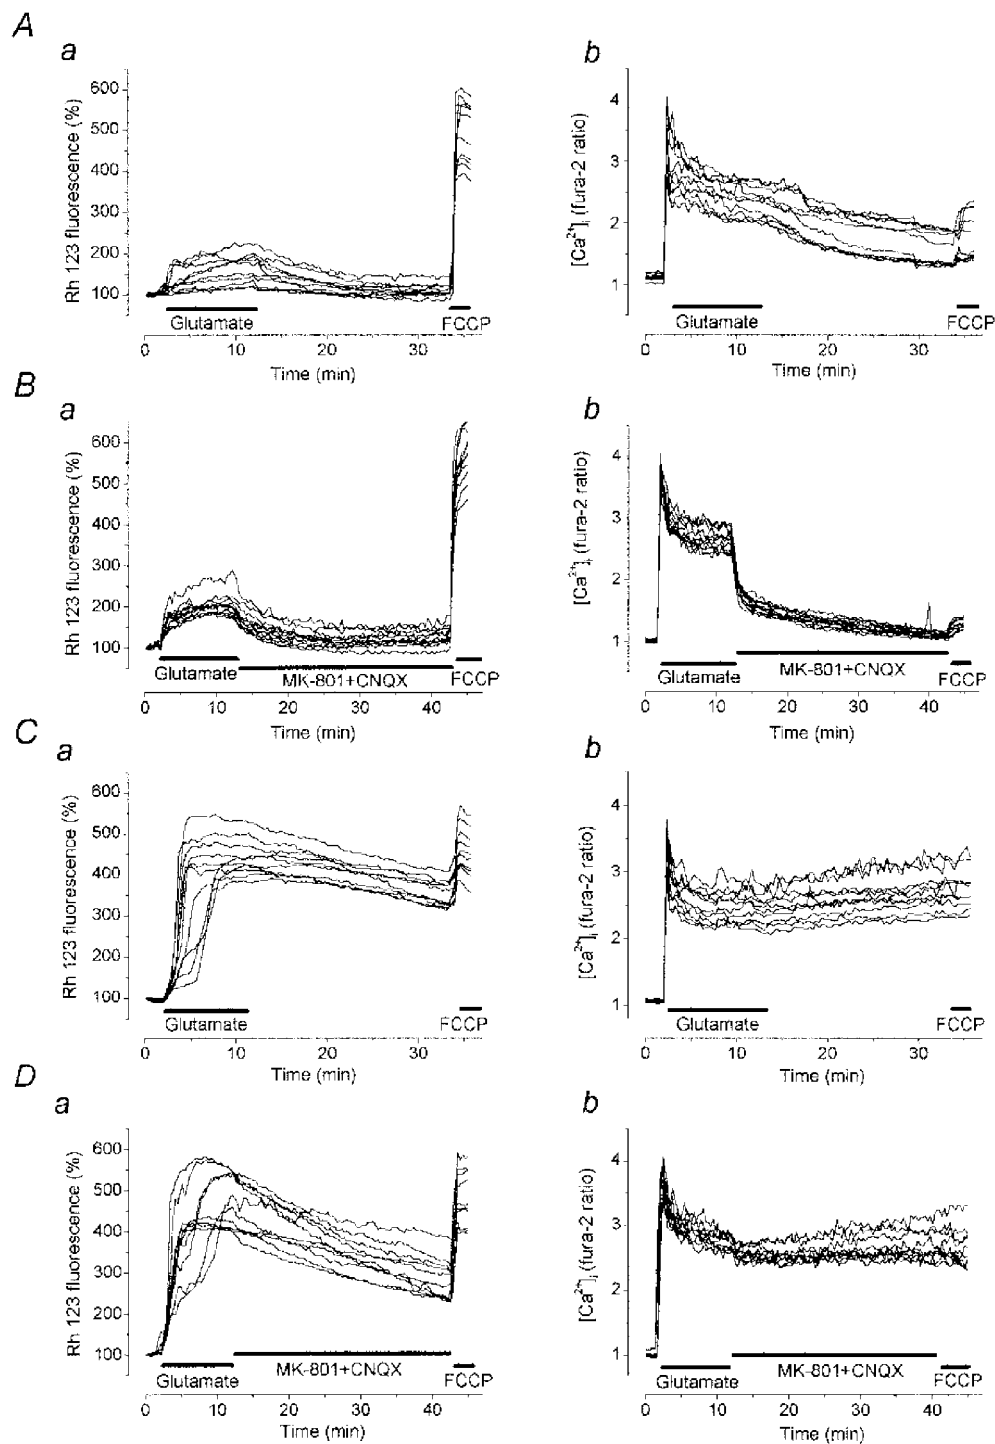 A
a
Rh 123 fluorescence (%)
600
500
400
300
200
100
Glutamate
FCCP
0 10 20 30
Time (min)
b
[Ca2+]i (fura-2 ratio)
4
3
2
1
Glutamate
FCCP
0 10 20 30
Time (min)
B
a
Rh 123 fluorescence (%)
600
500
400
300
200
100
Glutamate
MK-801+CNQX
FCCP
0 10 20 30 40
Time (min)
b
[Ca2+]i (fura-2 ratio)
4
3
2
1
Glutamate
MK-801+CNQX
FCCP
0 10 20 30 40
Time (min)
C
a
Rh 123 fluorescence (%)
600
500
400
300
200
100
Glutamate
FCCP
0 10 20 30
Time (min)
b
[Ca2+]i (fura-2 ratio)
4
3
2
1
Glutamate
FCCP
0 10 20 30
Time (min)
D
a
Rh 123 fluorescence (%)
600
500
400
300
200
100
Glutamate
MK-801+CNQX
FCCP
0 10 20 30 40
Time (min)
b
[Ca2+]i (fura-2 ratio)
4
3
2
1
Glutamate
MK-801+CNQX
FCCP
0 10 20 30 40
Time (min)